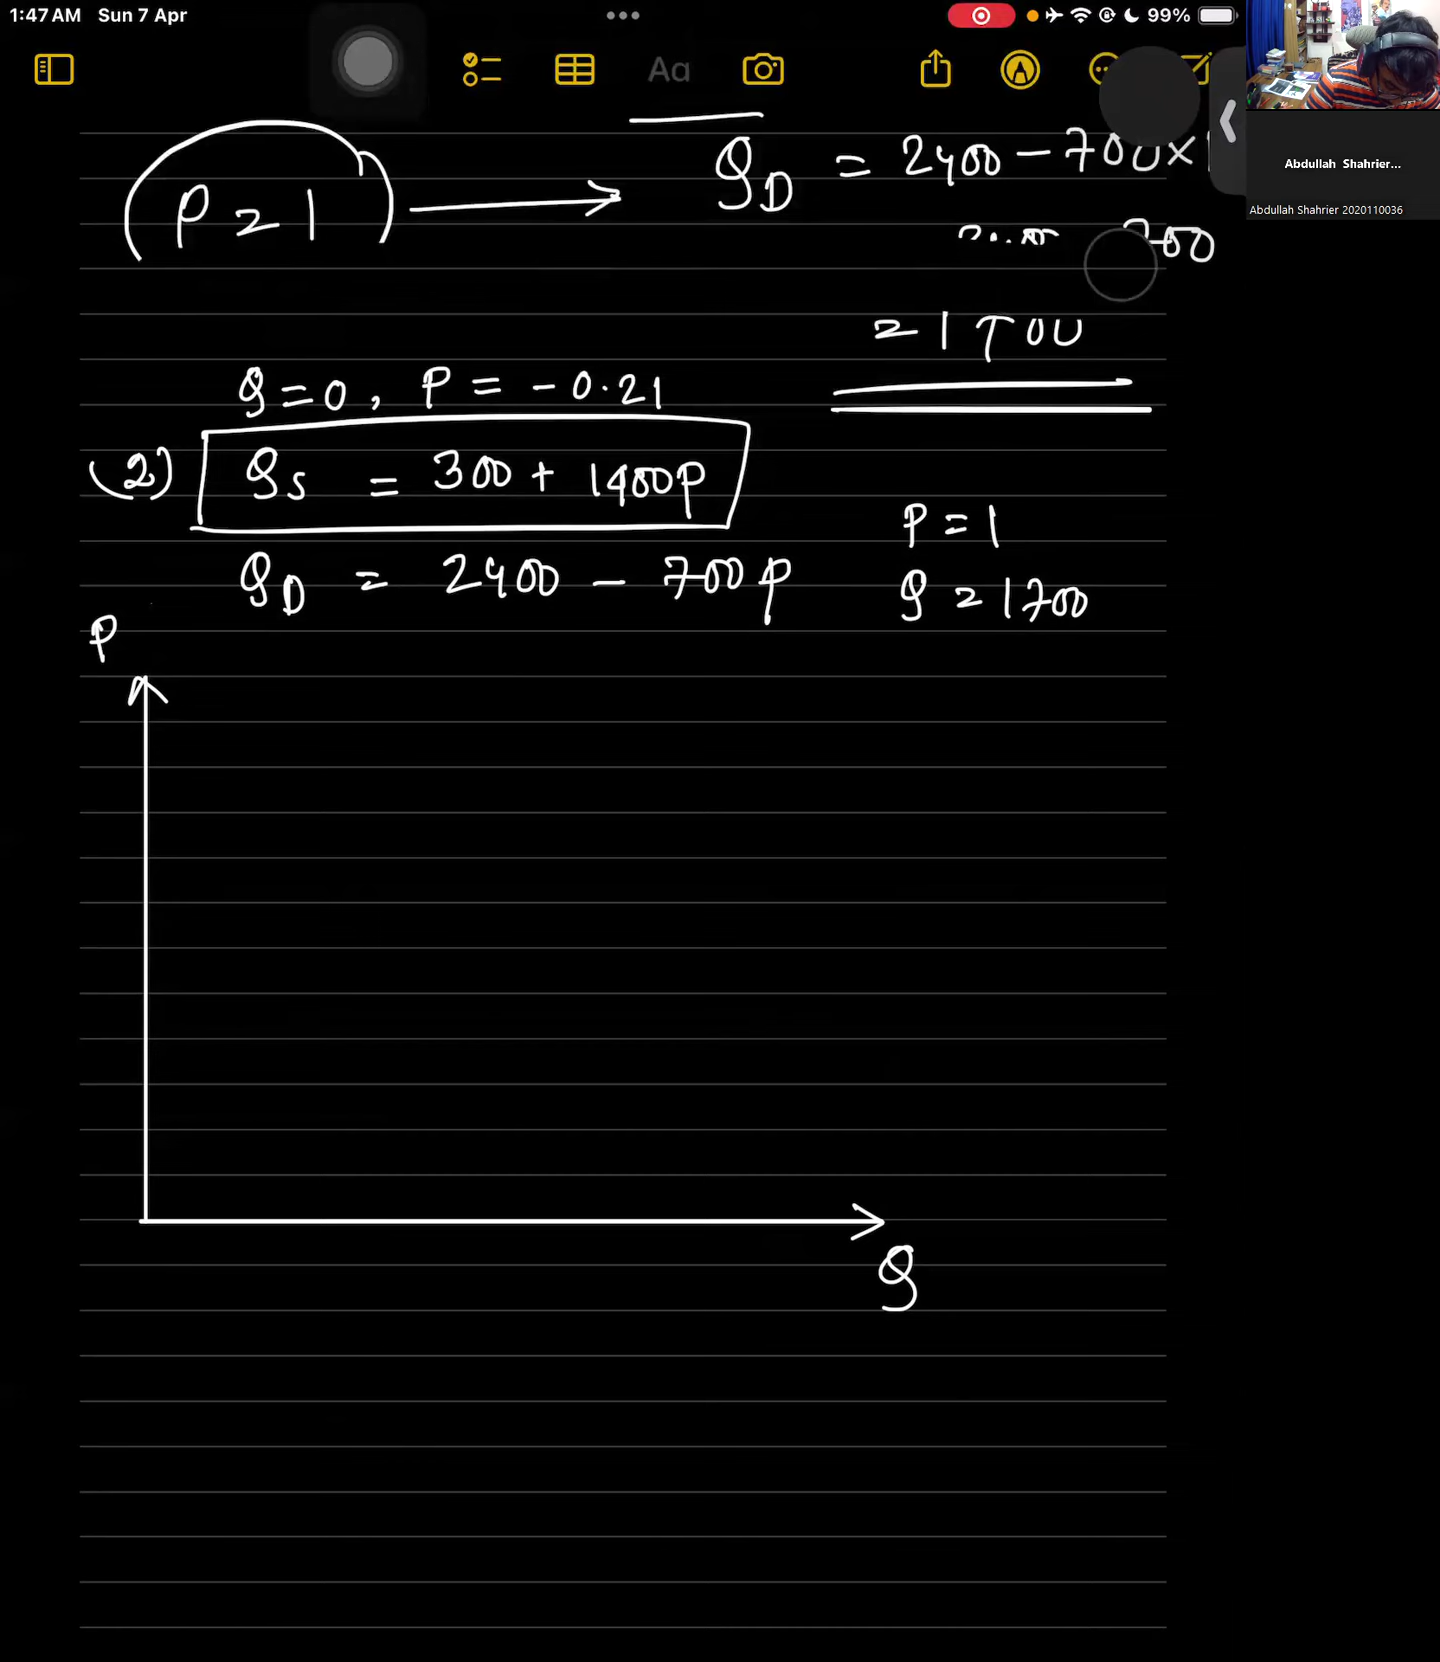 1:47 AM Sun 7 Apr
99%
Aa
Abdullah Shahrier...
Abdullah Shahrier 2020110036
P = 1 → QD = 2400 - 700×
700
= 1700
Q = 0, P = -0.21
(2) Qs = 300 + 1400P
P = 1
QD = 2400 - 700P
Q = 1700
P
Q